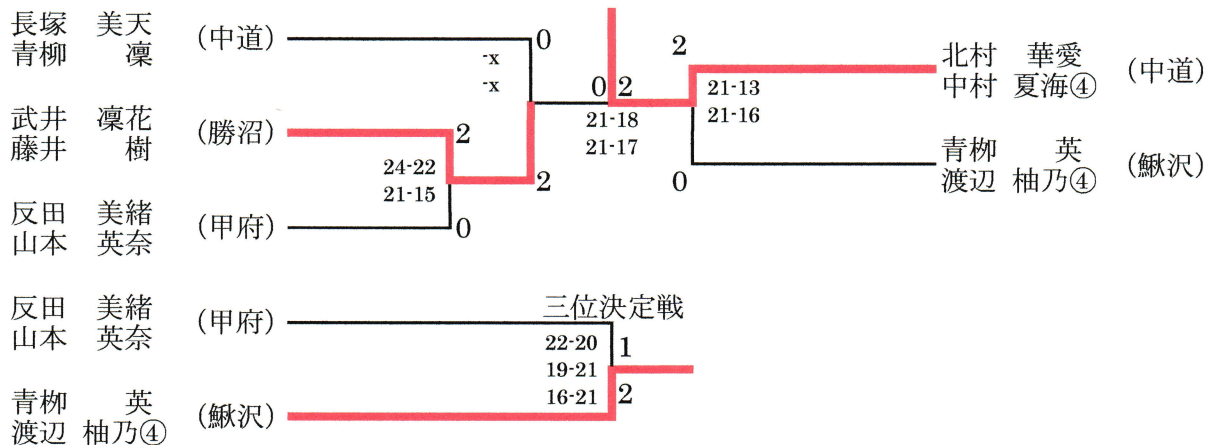 長塚 美天
青柳 凜
(中道)
0
-x
-x
武井 凜花
藤井 樹
(勝沼)
2
24-22
21-15
2
反田 美緒
山本 英奈
(甲府)
0
0 2
21-18
21-17
2
21-13
21-16
0
北村 華愛
中村 夏海④
(中道)
青栁 英
渡辺 柚乃④
(鰍沢)
三位決定戦
反田 美緒
山本 英奈
(甲府)
22-20
19-21
16-21
1
2
青栁 英
渡辺 柚乃④
(鰍沢)